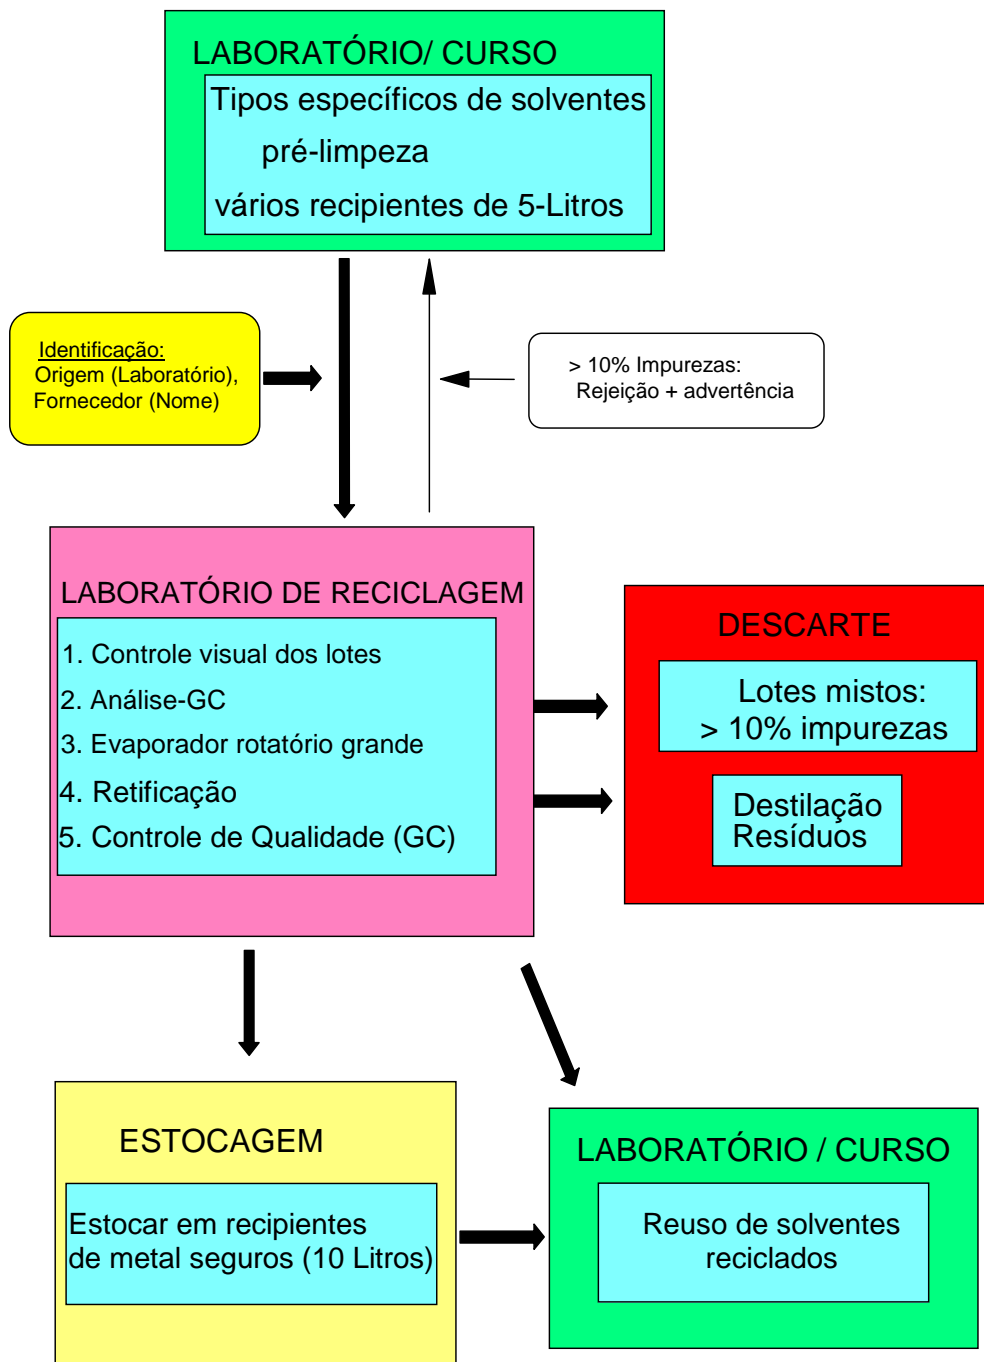 LABORATÓRIO/ CURSO
Tipos específicos de solventes
pré-limpeza
vários recipientes de 5-Litros
Identificação:
Origem (Laboratório),
Fornecedor (Nome)
> 10% Impurezas:
Rejeição + advertência
LABORATÓRIO DE RECICLAGEM
1. Controle visual dos lotes
2. Análise-GC
3. Evaporador rotatório grande
4. Retificação
5. Controle de Qualidade (GC)
DESCARTE
Lotes mistos:
> 10% impurezas
Destilação
Resíduos
ESTOCAGEM
Estocar em recipientes
de metal seguros (10 Litros)
LABORATÓRIO / CURSO
Reuso de solventes
reciclados